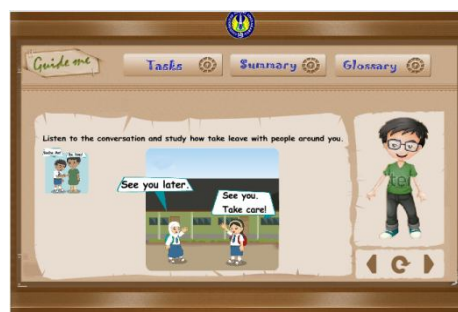 Guide me
Tasks
Summary
Glossary
Listen to the conversation and study how take leave with people around you.
See you later.
See you.
Take care!